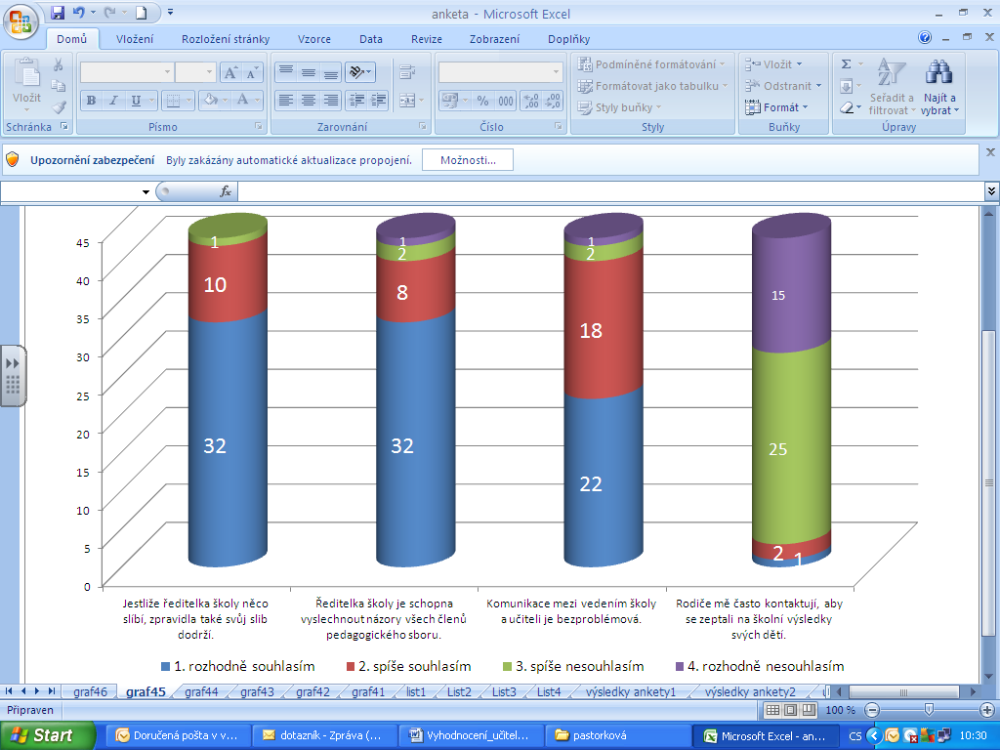 anketa - Microsoft Excel
Domů Vložení Rozložení stránky Vzorce Data Revize Zobrazení Doplňky
Vložit
B I U A A A
% 000
Podmíněné formátování
Formátovat jako tabulku
Styly buňky
Vložit
Odstranit
Formát
Σ
Seřadit a filtrovat
Najít a vybrat
Schránka Písmo Zarovnání Číslo Styly Buňky Úpravy
Upozornění zabezpečení Byly zakázány automatické aktualizace propojení. Možnosti...
fx
45
40
35
30
25
20
15
10
5
0
1
10
32
1
2
8
32
1
2
18
22
15
25
2
1
Jestliže ředitelka školy něco
slíbí, zpravidla také svůj slib
dodrží.
Ředitelka školy je schopna
vyslechnout názory všech členů
pedagogického sboru.
Komunikace mezi vedením školy
a učiteli je bezproblémová.
Rodiče mě často kontaktují, aby
se zeptali na školní výsledky
svých dětí.
1. rozhodně souhlasím 2. spíše souhlasím 3. spíše nesouhlasím 4. rozhodně nesouhlasím
graf46 graf45 graf44 graf43 graf42 graf41 list1 List2 List3 List4 výsledky ankety1 výsledky ankety2
Připraven 100 %
Start Doručená pošta v v... dotazník - Zpráva (... Vyhodnocení_učitel... pastorková Microsoft Excel - an... CS 10:30